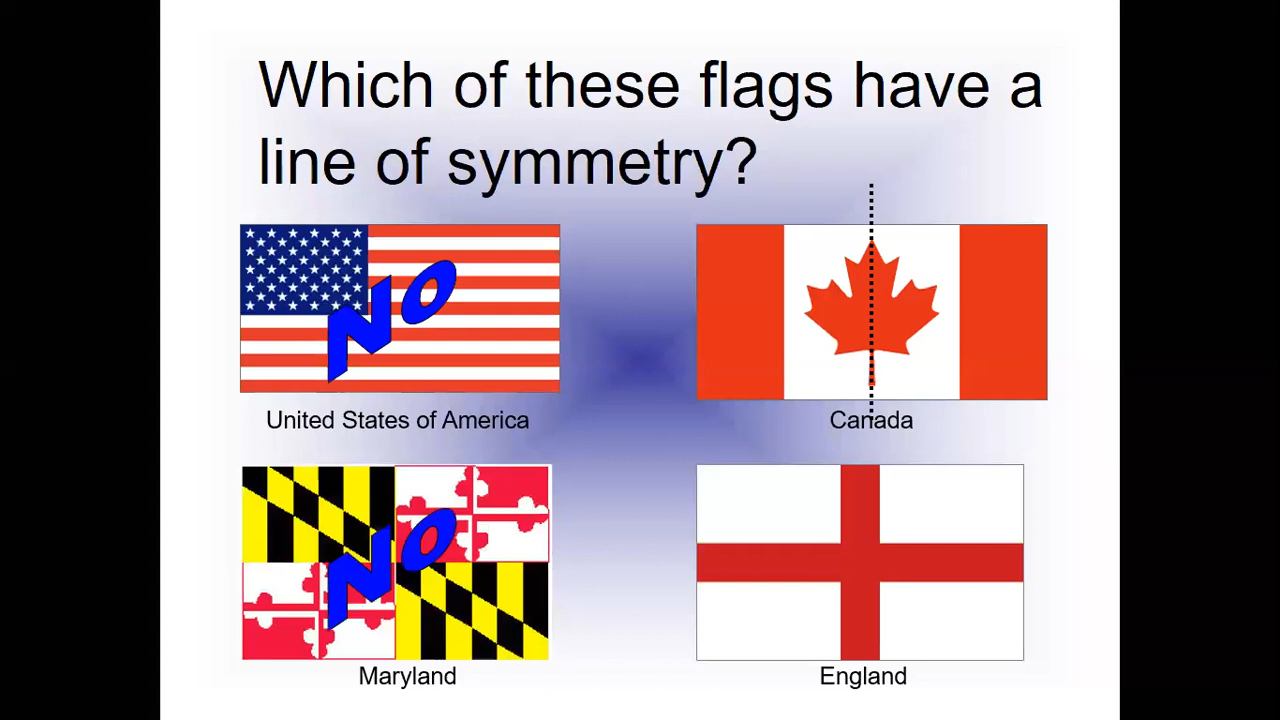 Which of these flags have a
line of symmetry?
NO
United States of America
Canada
NO
Maryland
England